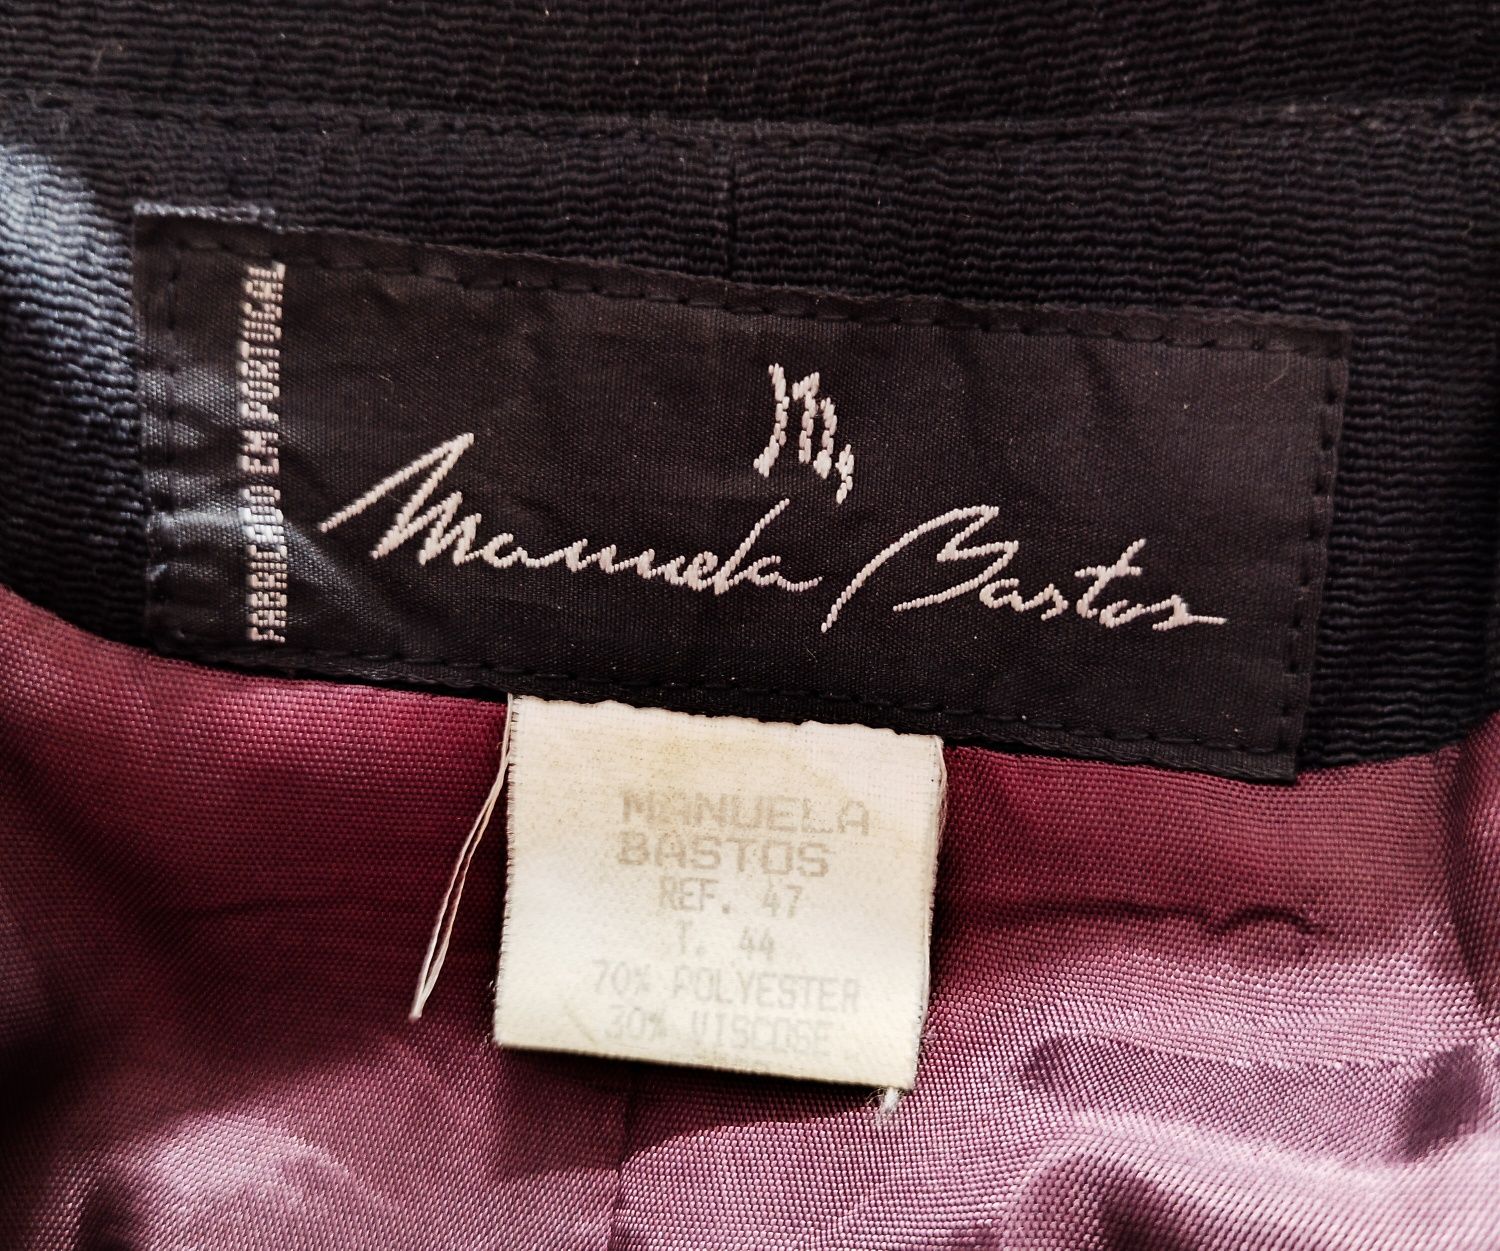 FABRICADO EM PORTUGAL
Manuela Bastos
MANUELA
BASTOS
REF. 47
T. 44
70% POLYESTER
30% VISCOSE